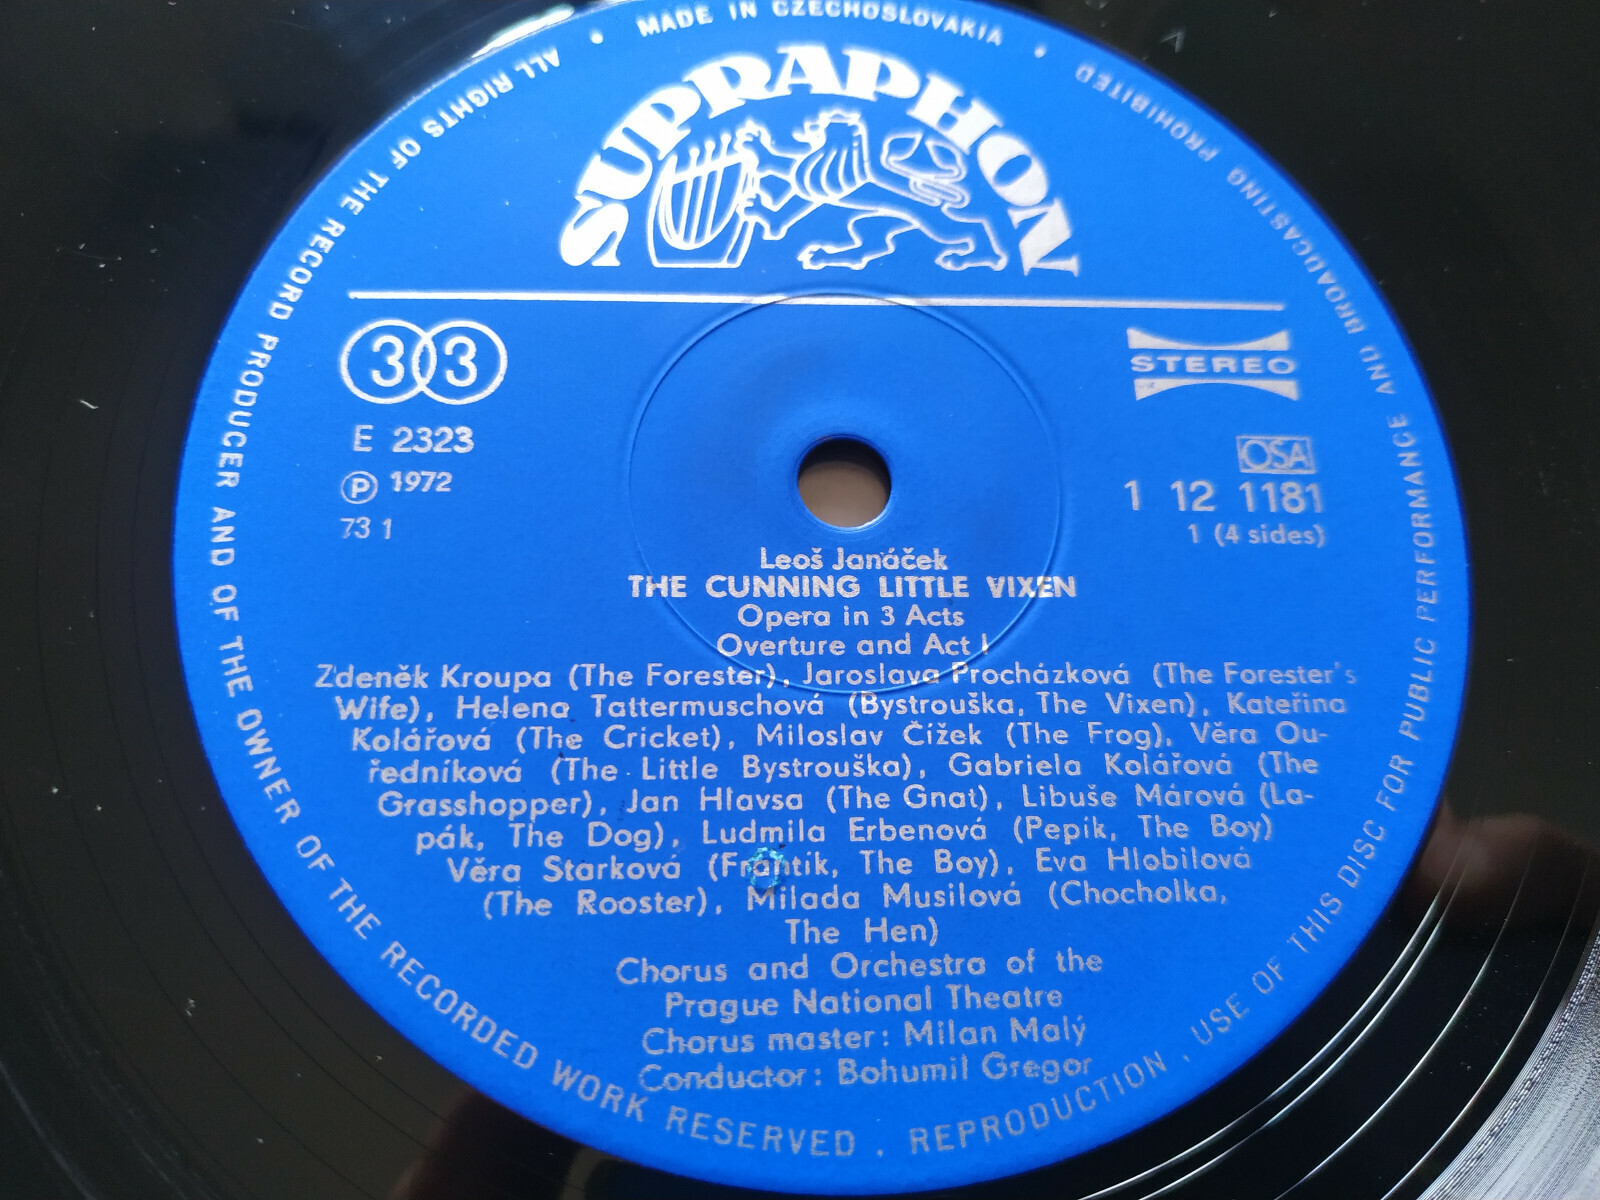 MADE IN CZECHOSLOVAKIA
SUPRAPHON
33
STEREO
E 2323
Ⓟ 1972
73 1
OSA
1 12 1181
1 (4 sides)
Leoš Janáček
THE CUNNING LITTLE VIXEN
Opera in 3 Acts
Overture and Act I
Zdeněk Kroupa (The Forester), Jaroslava Procházková (The Forester's
Wife), Helena Tattermuschová (Bystrouška, The Vixen), Kateřina
Kolářová (The Cricket), Miloslav Čížek (The Frog), Věra Ou-
ředníková (The Little Bystrouška), Gabriela Kolářová (The
Grasshopper), Jan Hlavsa (The Gnat), Libuše Márová (La-
pák, The Dog), Ludmila Erbenová (Pepík, The Boy)
Věra Starková (Frantík, The Boy), Eva Hlobilová
(The Rooster), Milada Musilová (Chocholka,
The Hen)
Chorus and Orchestra of the
Prague National Theatre
Chorus master: Milan Malý
Conductor: Bohumil Gregor
ALL RIGHTS OF THE RECORD PRODUCER AND OF THE OWNER OF THE RECORDED WORK RESERVED . REPRODUCTION , USE OF THIS DISC FOR PUBLIC PERFORMANCE AND BROADCASTING PROHIBITED